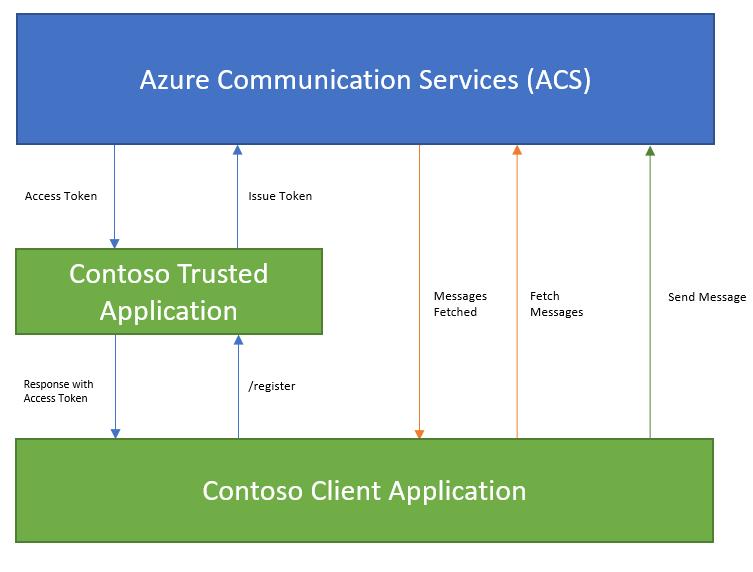 Azure Communication Services (ACS)
Access Token
Issue Token
Contoso Trusted
Application
Messages
Fetched
Fetch
Messages
Send Message
Response with
Access Token
/register
Contoso Client Application